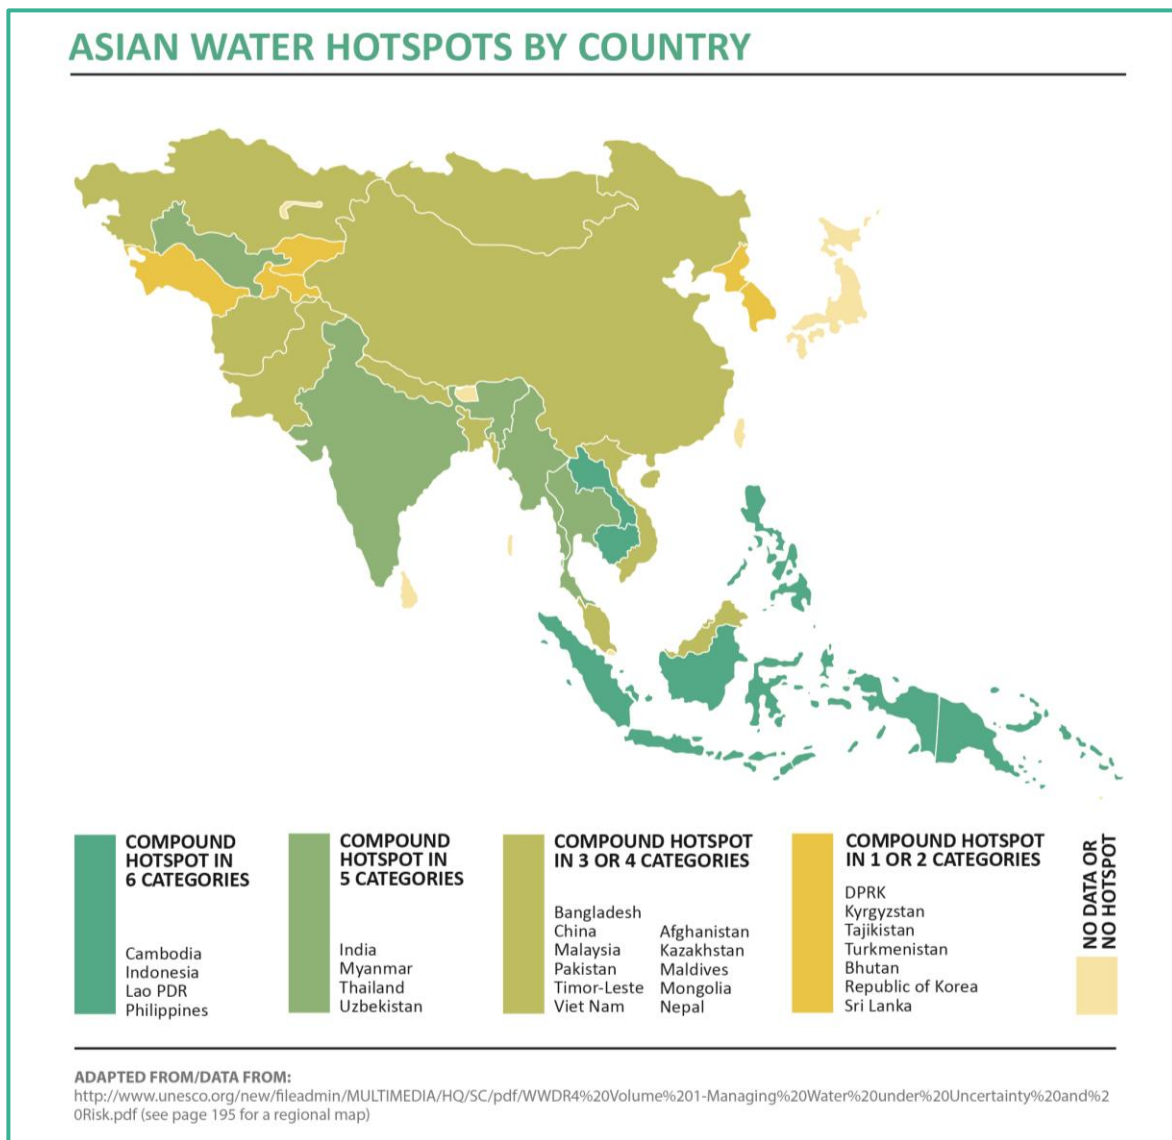 ASIAN WATER HOTSPOTS BY COUNTRY
COMPOUND
HOTSPOT IN
6 CATEGORIES
Cambodia
Indonesia
Lao PDR
Philippines
COMPOUND
HOTSPOT IN
5 CATEGORIES
India
Myanmar
Thailand
Uzbekistan
COMPOUND HOTSPOT
IN 3 OR 4 CATEGORIES
Bangladesh
China
Malaysia
Pakistan
Timor-Leste
Viet Nam
Afghanistan
Kazakhstan
Maldives
Mongolia
Nepal
COMPOUND HOTSPOT
IN 1 OR 2 CATEGORIES
DPRK
Kyrgyzstan
Tajikistan
Turkmenistan
Bhutan
Republic of Korea
Sri Lanka
NO DATA OR
NO HOTSPOT
ADAPTED FROM/DATA FROM:
http://www.unesco.org/new/fileadmin/MULTIMEDIA/HQ/SC/pdf/WWDR4%20Volume%201-Managing%20Water%20under%20Uncertainty%20and%2
0Risk.pdf (see page 195 for a regional map)